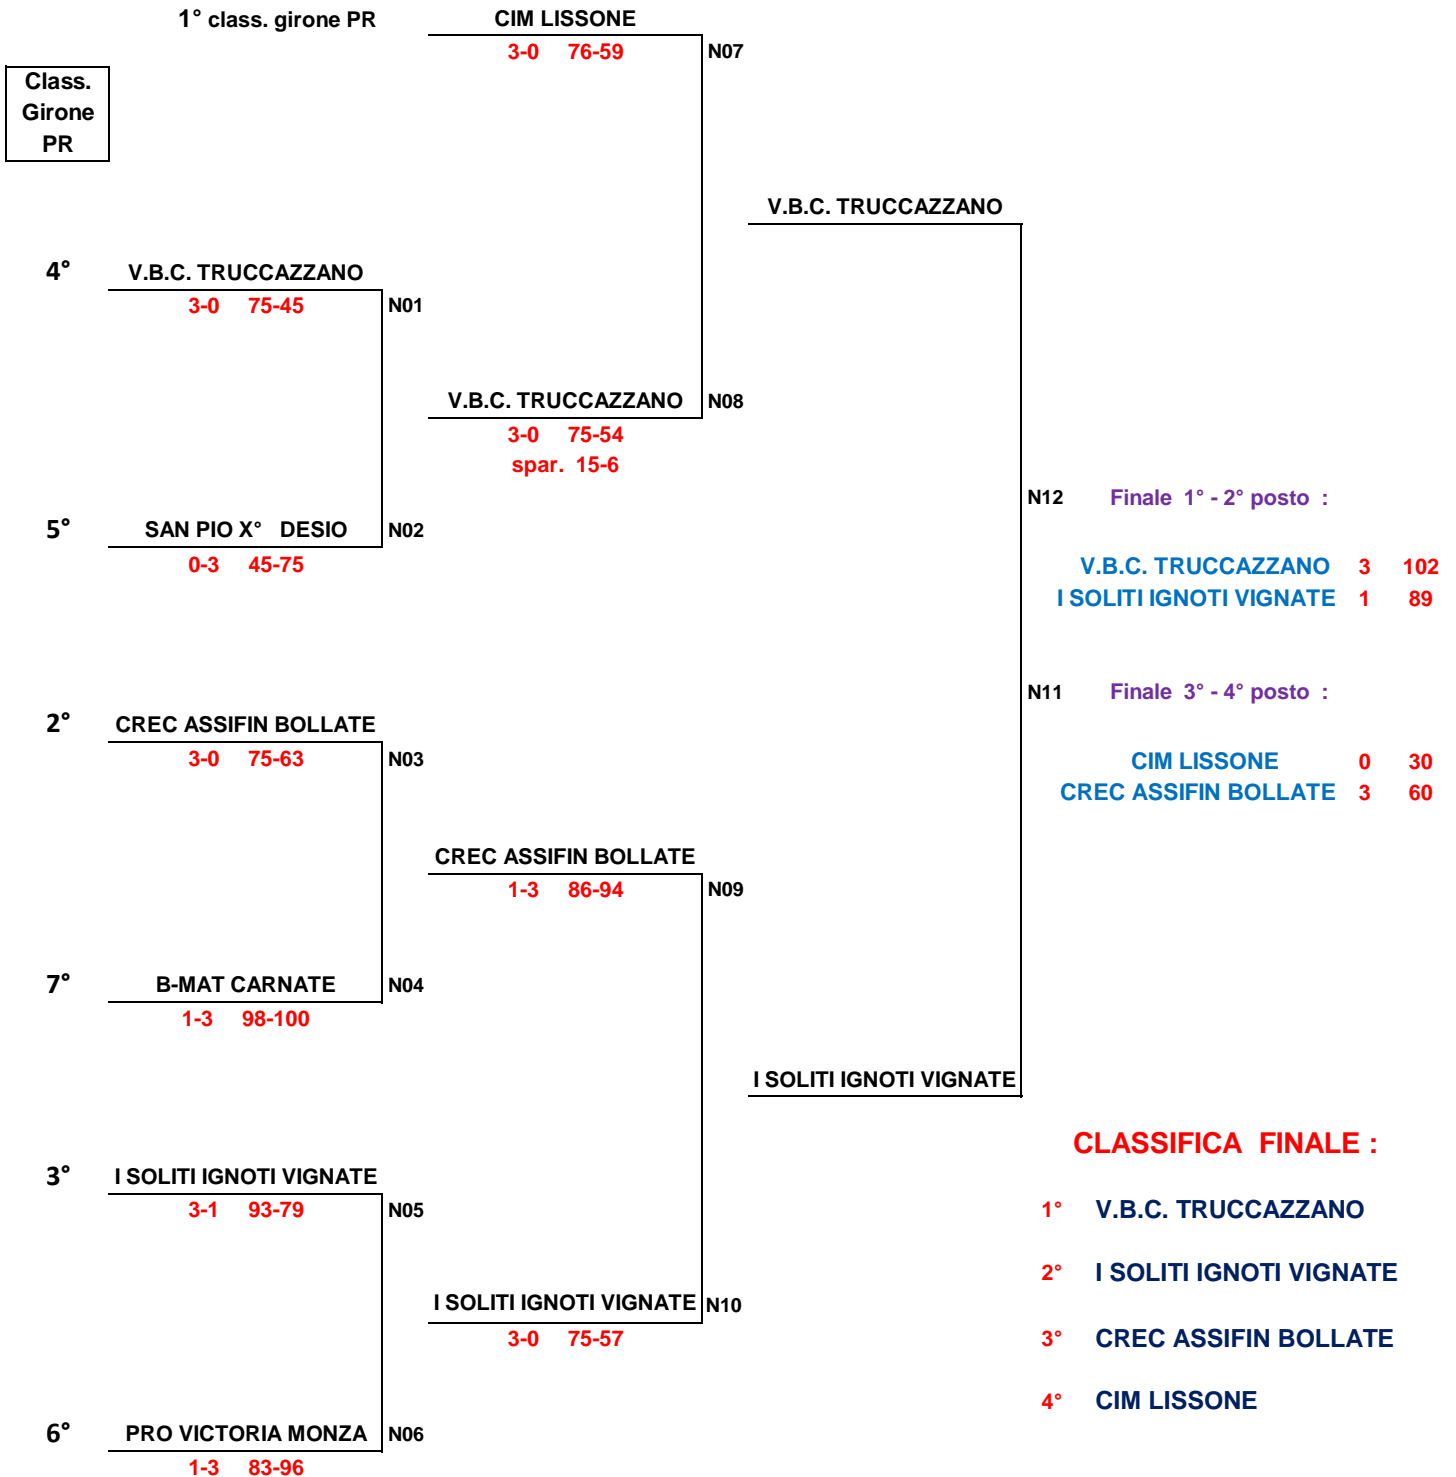 1° class. girone PR CIM LISSONE
3-0 76-59 N07
Class.
Girone
PR
V.B.C. TRUCCAZZANO
4° V.B.C. TRUCCAZZANO
3-0 75-45 N01
V.B.C. TRUCCAZZANO N08
3-0 75-54
spar. 15-6
N12 Finale 1° - 2° posto :
5° SAN PIO X° DESIO N02
0-3 45-75
V.B.C. TRUCCAZZANO 3 102
I SOLITI IGNOTI VIGNATE 1 89
N11 Finale 3° - 4° posto :
2° CREC ASSIFIN BOLLATE
3-0 75-63 N03
CIM LISSONE 0 30
CREC ASSIFIN BOLLATE 3 60
CREC ASSIFIN BOLLATE
1-3 86-94 N09
7° B-MAT CARNATE N04
1-3 98-100
I SOLITI IGNOTI VIGNATE
CLASSIFICA FINALE :
3° I SOLITI IGNOTI VIGNATE
3-1 93-79 N05
1° V.B.C. TRUCCAZZANO
2° I SOLITI IGNOTI VIGNATE
I SOLITI IGNOTI VIGNATE N10
3-0 75-57
3° CREC ASSIFIN BOLLATE
4° CIM LISSONE
6° PRO VICTORIA MONZA N06
1-3 83-96